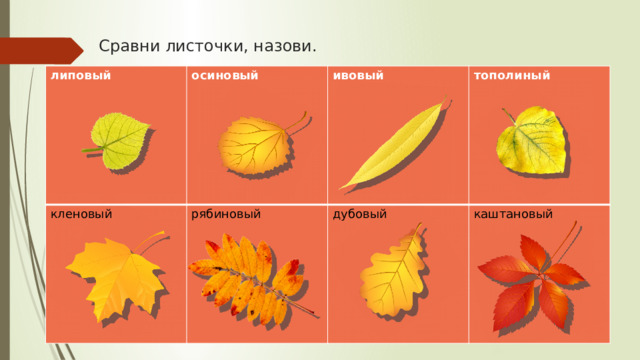 Сравни листочки, назови.
липовый
осиновый
ивовый
тополиный
кленовый
рябиновый
дубовый
каштановый